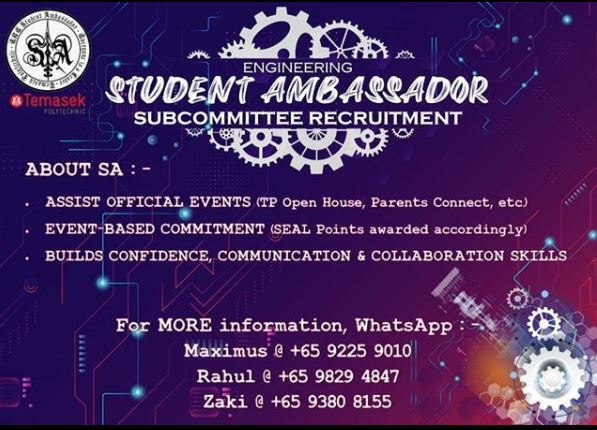 SA
Temasek
POLYTECHNIC
ENGINEERING
STUDENT AMBASSADOR
SUBCOMMITTEE RECRUITMENT
ABOUT SA :-
• ASSIST OFFICIAL EVENTS (TP Open House, Parents Connect, etc)
• EVENT-BASED COMMITMENT (SEAL Points awarded accordingly)
• BUILDS CONFIDENCE, COMMUNICATION & COLLABORATION SKILLS
For MORE information, WhatsApp :-
Maximus @ +65 9225 9010
Rahul @ +65 9829 4847
Zaki @ +65 9380 8155